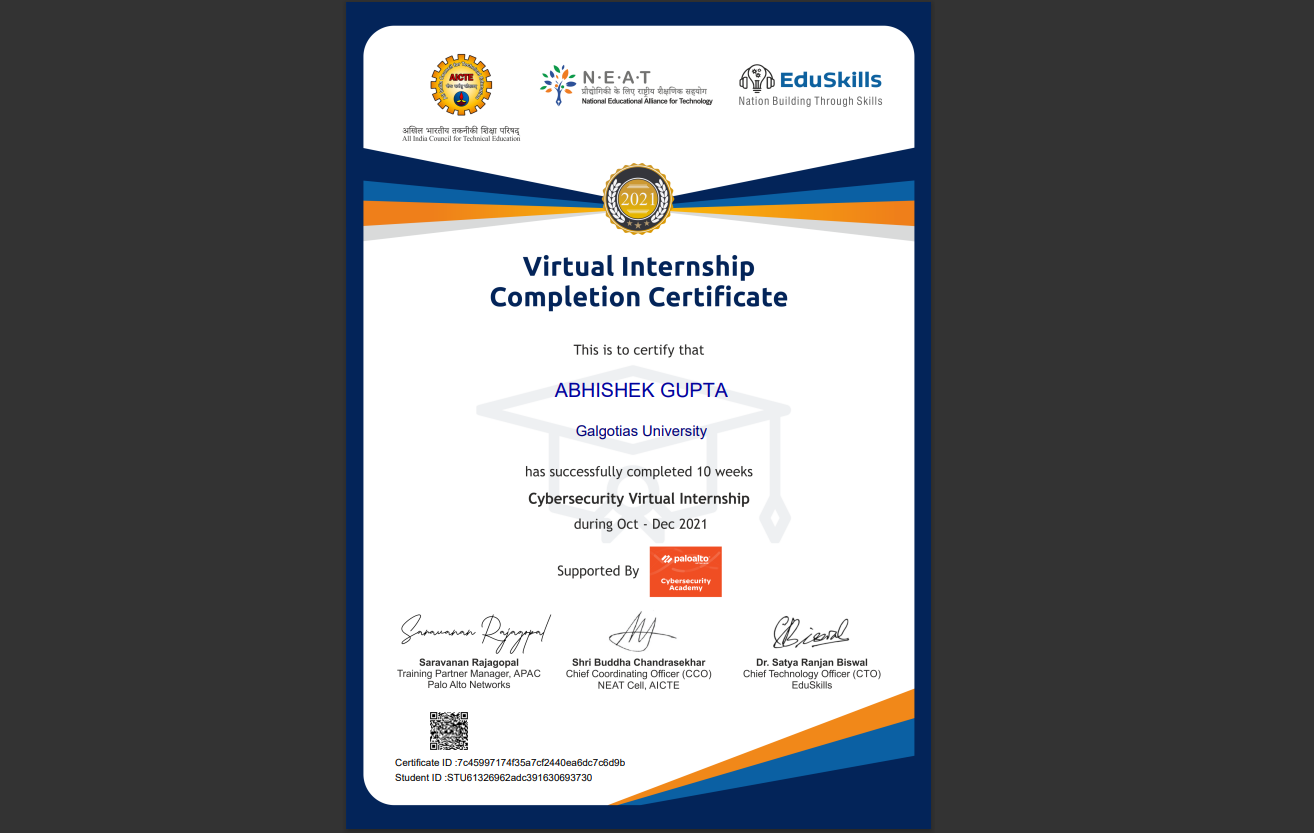 AICTE
अखिल भारतीय तकनीकी शिक्षा परिषद्
All India Council for Technical Education
N·E·A·T
प्रौद्योगिकी के लिए राष्ट्रीय शैक्षणिक सहयोग
National Educational Alliance for Technology
EduSkills
Nation Building Through Skills
2021
Virtual Internship
Completion Certificate
This is to certify that
ABHISHEK GUPTA
Galgotias University
has successfully completed 10 weeks
Cybersecurity Virtual Internship
during Oct - Dec 2021
Supported By
paloalto
Cybersecurity
Academy
Saravanan Rajagopal
Saravanan Rajagopal
Training Partner Manager, APAC
Palo Alto Networks
Shri Buddha Chandrasekhar
Chief Coordinating Officer (CCO)
NEAT Cell, AICTE
SRBiswal
Dr. Satya Ranjan Biswal
Chief Technology Officer (CTO)
EduSkills
Certificate ID :7c45997174f35a7cf2440ea6dc7c6d9b
Student ID :STU61326962adc391630693730